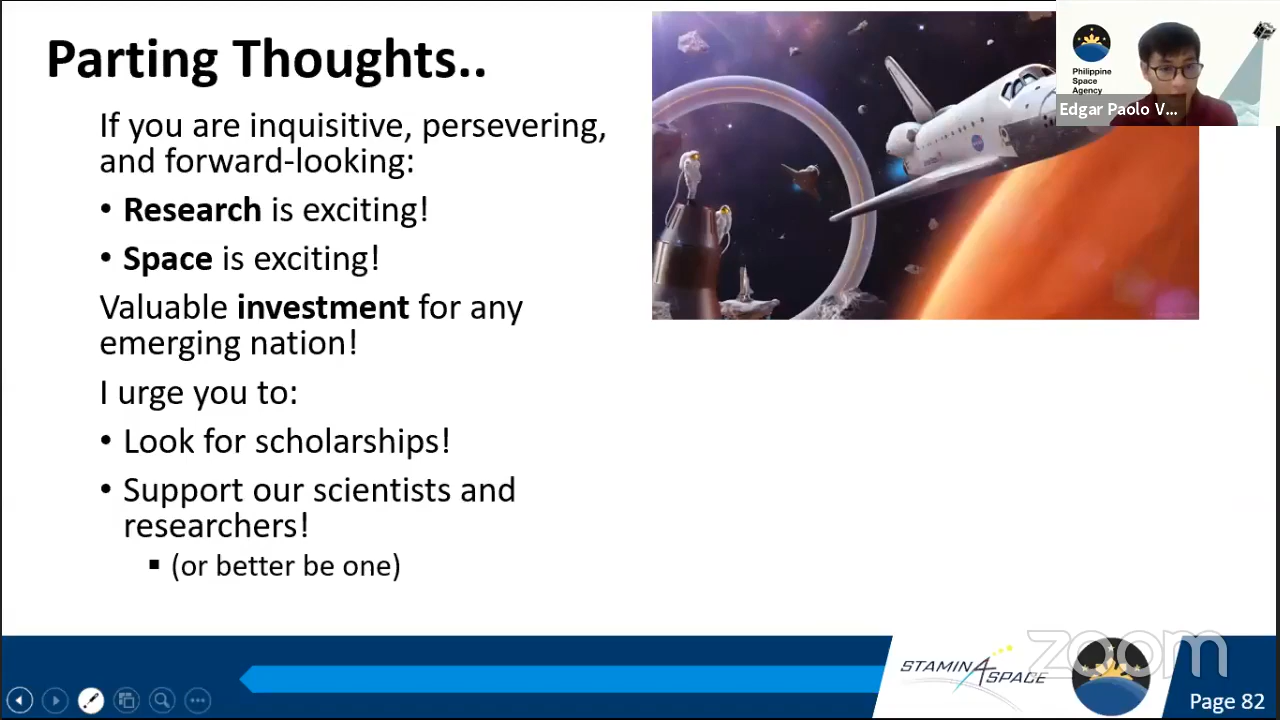 Parting Thoughts..
If you are inquisitive, persevering,
and forward-looking:
• Research is exciting!
• Space is exciting!
Valuable investment for any
emerging nation!
I urge you to:
• Look for scholarships!
• Support our scientists and
researchers!
▪ (or better be one)
Philippine
Space
Agency
Edgar Paolo V...
STAMINA4SPACE
zoom
Page 82